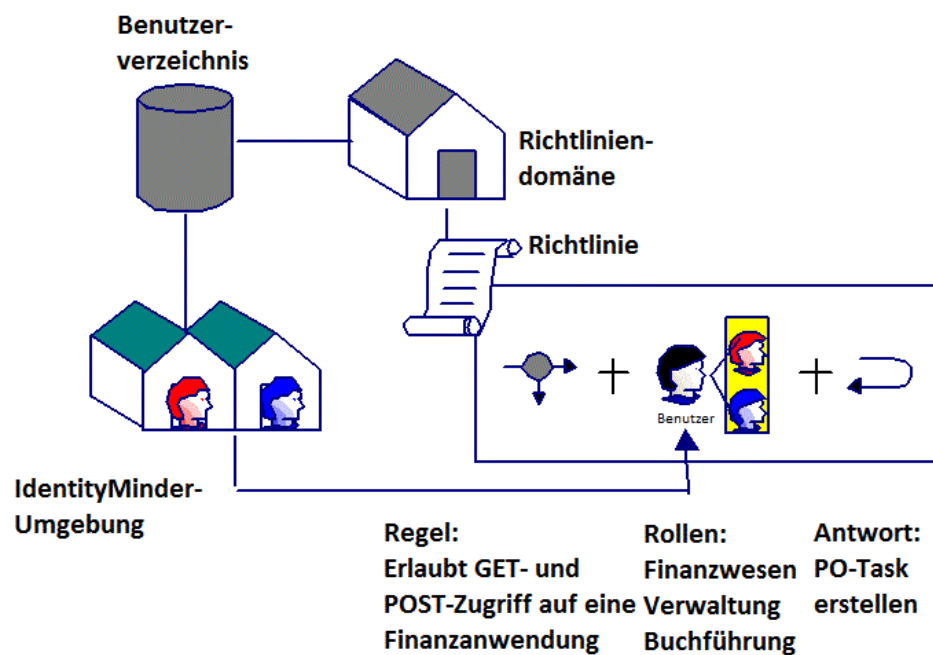 Benutzer-
verzeichnis
Richtlinien-
domäne
Richtlinie
Benutzer
IdentityMinder-
Umgebung
Regel:
Erlaubt GET- und
POST-Zugriff auf eine
Finanzanwendung
Rollen:
Finanzwesen
Verwaltung
Buchführung
Antwort:
PO-Task
erstellen